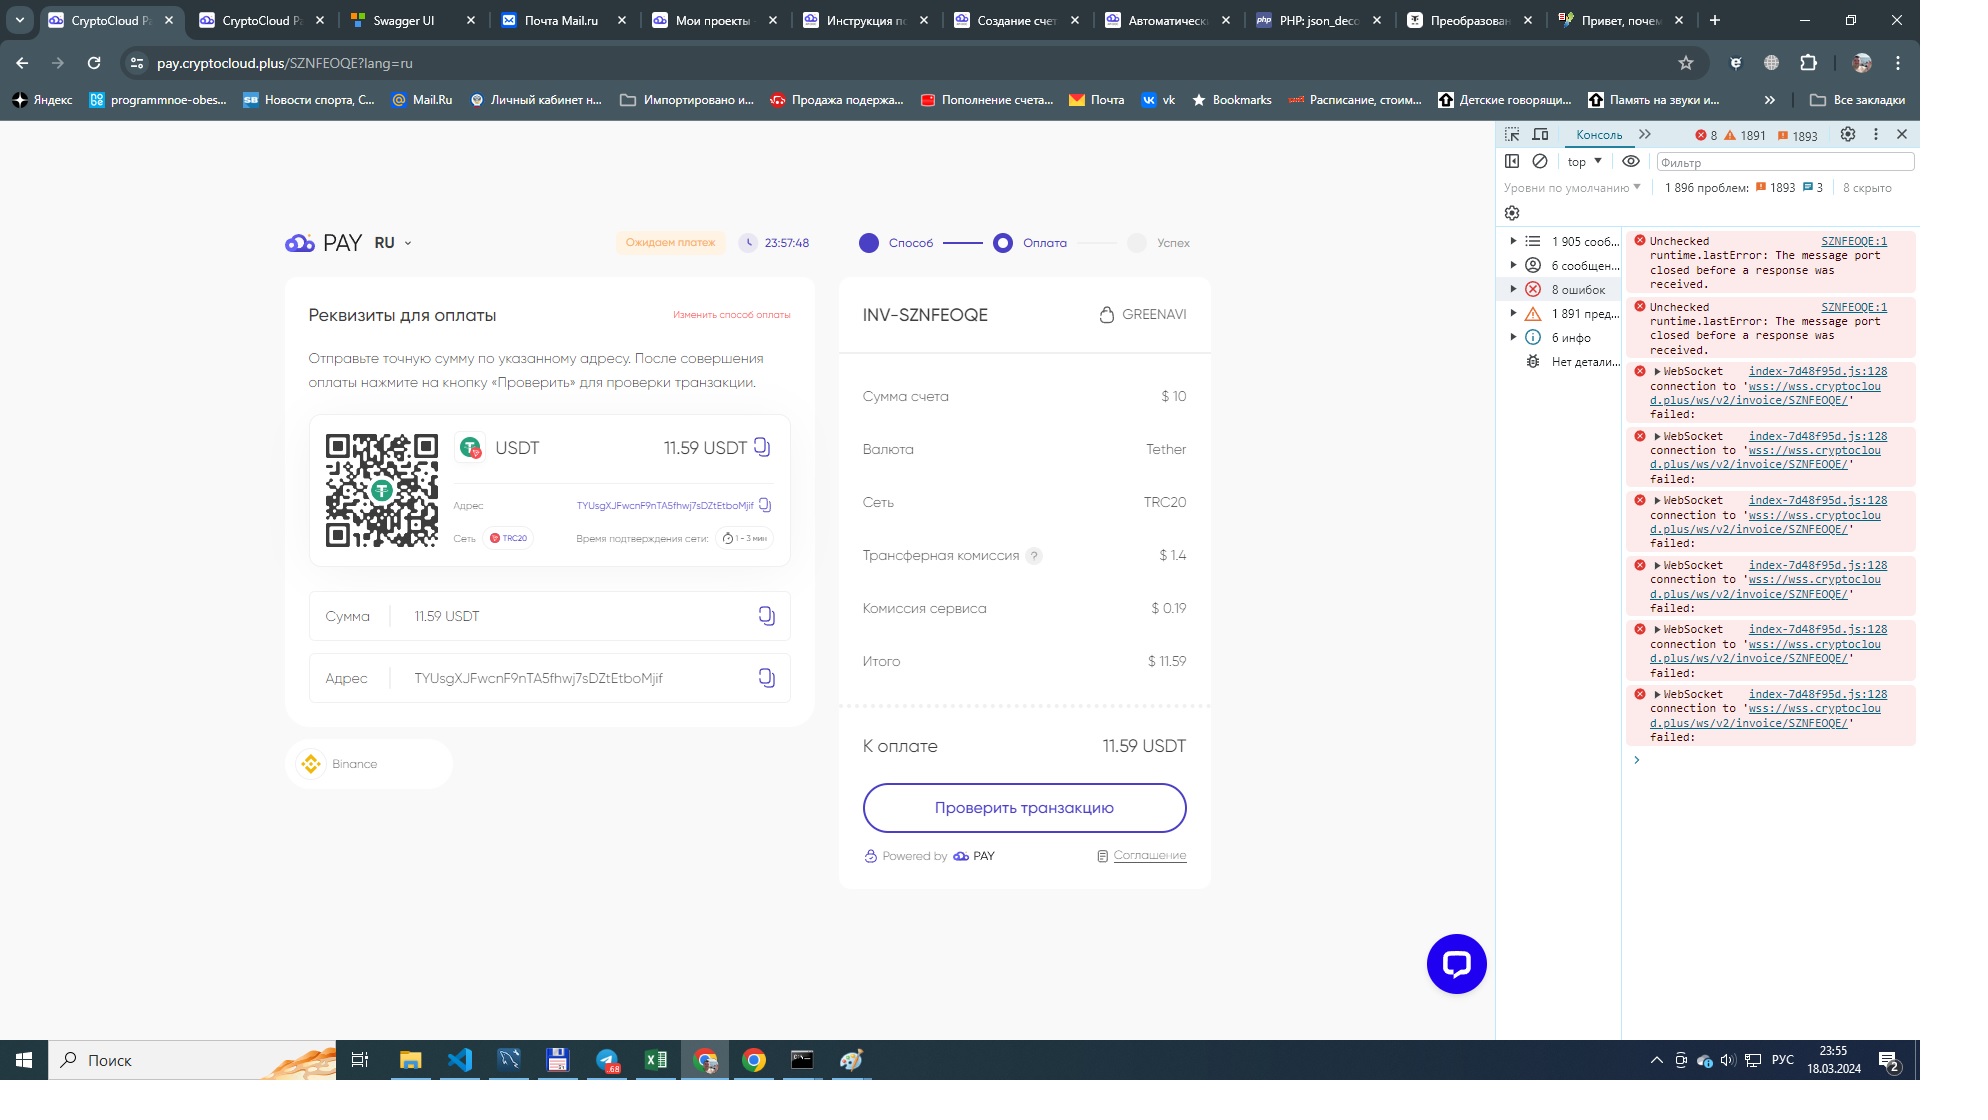 CryptoCloud Pa
CryptoCloud Pa
Swagger UI
Почта Mail.ru
Мои проекты
Инструкция по
Создание счет
Автоматическ
PHP: json_deco
Преобразован
Привет, почем
pay.cryptocloud.plus/SZNFEOQE?lang=ru
Яндекс
programmnoe-obes...
Новости спорта, С...
Mail.Ru
Личный кабинет н...
Импортировано и...
Продажа подержа...
Пополнение счета...
Почта
vk
Bookmarks
Расписание, стоим...
Детские говорящи...
Память на звуки и...
Все закладки
PAY RU
Ожидаем платеж
23:57:48
Способ
Оплата
Успех
Реквизиты для оплаты
Изменить способ оплаты
Отправьте точную сумму по указанному адресу. После совершения
оплаты нажмите на кнопку «Проверить» для проверки транзакции.
USDT
11.59 USDT
Адрес
TYUsgXJFwcnF9nTA5fhwj7sDZtEtboMjif
Сеть
TRC20
Время подтверждения сети:
1 - 3 мин
Сумма
11.59 USDT
Адрес
TYUsgXJFwcnF9nTA5fhwj7sDZtEtboMjif
Binance
INV-SZNFEOQE
GREENAVI
Сумма счета
$ 10
Валюта
Tether
Сеть
TRC20
Трансферная комиссия ?
$ 1.4
Комиссия сервиса
$ 0.19
Итого
$ 11.59
К оплате
11.59 USDT
Проверить транзакцию
Powered by PAY
Соглашение
Консоль
8
1891
1893
top
Фильтр
Уровни по умолчанию
1 896 проблем: 1893 3
8 скрыто
1 905 сооб...
6 сообщен...
8 ошибок
1 891 пред...
6 инфо
Нет детали...
Unchecked SZNFEOQE:1
runtime.lastError: The message port
closed before a response was
received.
Unchecked SZNFEOQE:1
runtime.lastError: The message port
closed before a response was
received.
WebSocket index-7d48f95d.js:128
connection to 'wss://wss.cryptoclou
d.plus/ws/v2/invoice/SZNFEOQE/'
failed:
WebSocket index-7d48f95d.js:128
connection to 'wss://wss.cryptoclou
d.plus/ws/v2/invoice/SZNFEOQE/'
failed:
WebSocket index-7d48f95d.js:128
connection to 'wss://wss.cryptoclou
d.plus/ws/v2/invoice/SZNFEOQE/'
failed:
WebSocket index-7d48f95d.js:128
connection to 'wss://wss.cryptoclou
d.plus/ws/v2/invoice/SZNFEOQE/'
failed:
WebSocket index-7d48f95d.js:128
connection to 'wss://wss.cryptoclou
d.plus/ws/v2/invoice/SZNFEOQE/'
failed:
WebSocket index-7d48f95d.js:128
connection to 'wss://wss.cryptoclou
d.plus/ws/v2/invoice/SZNFEOQE/'
failed:
Поиск
.68
РУС
23:55
18.03.2024
2